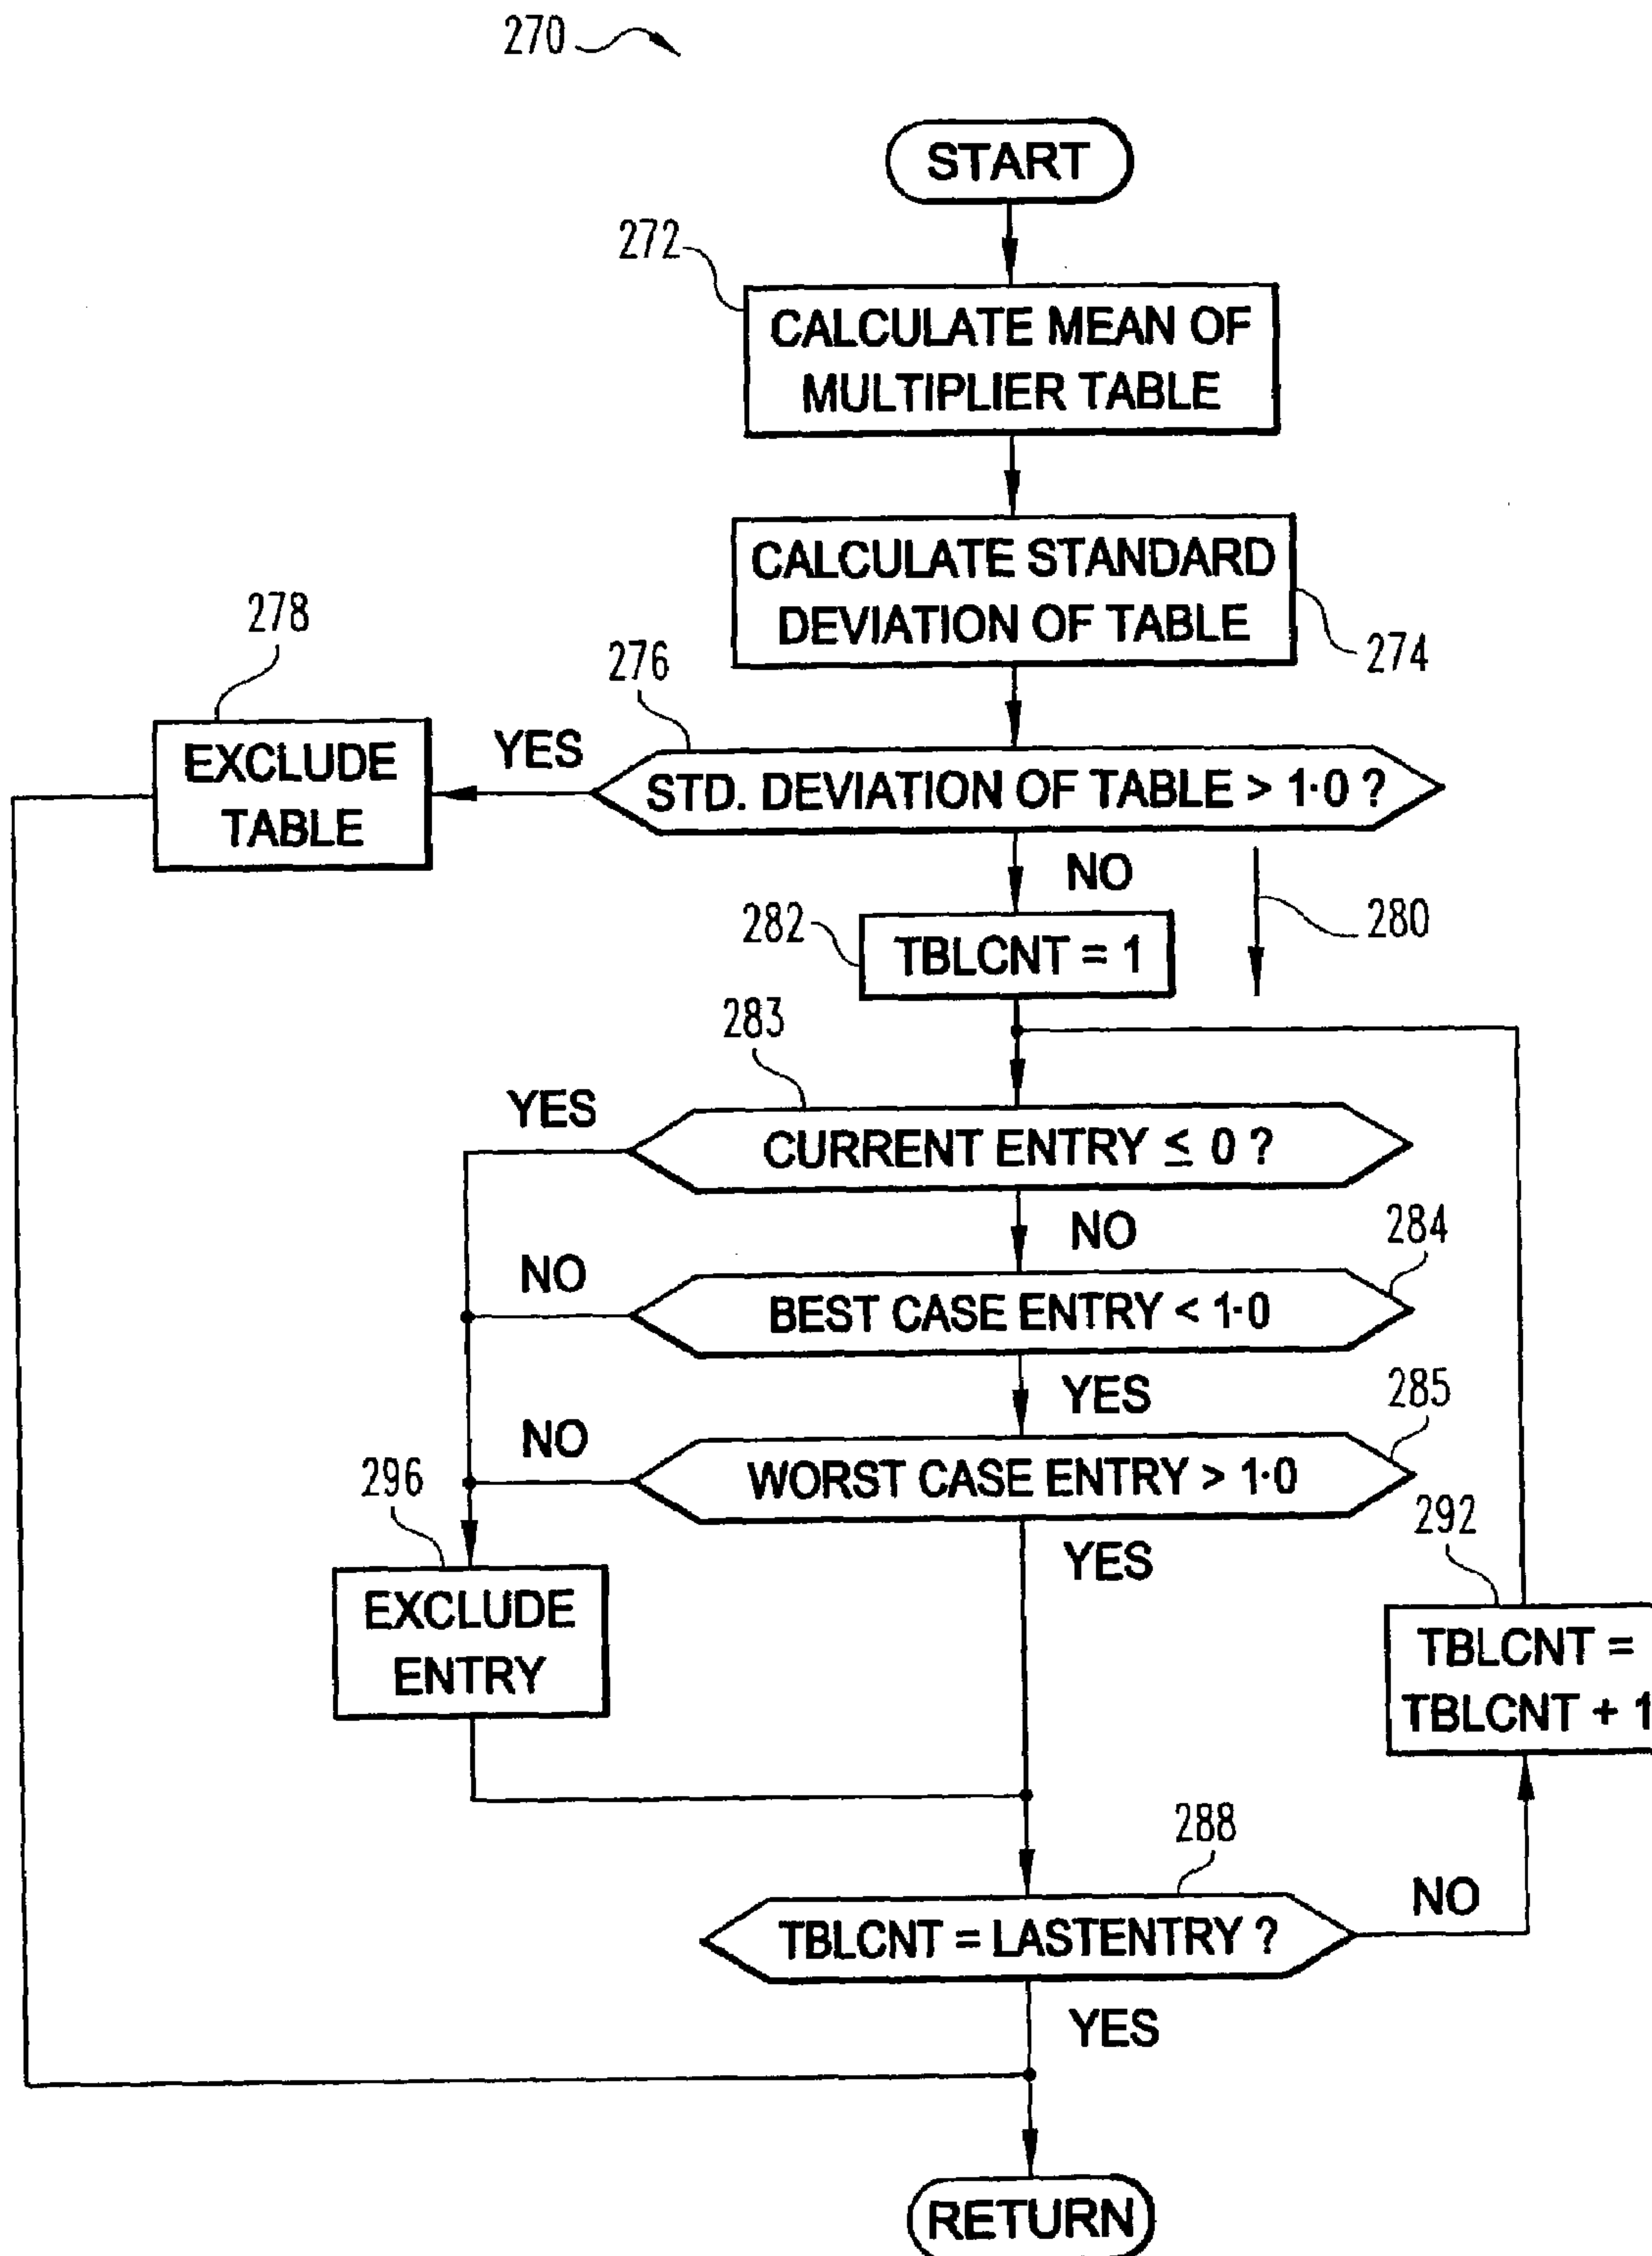 270
START
272
CALCULATE MEAN OF
MULTIPLIER TABLE
CALCULATE STANDARD
DEVIATION OF TABLE
274
278
276
EXCLUDE
TABLE
YES
STD. DEVIATION OF TABLE > 1·0 ?
NO
280
282
TBLCNT = 1
283
YES
CURRENT ENTRY ≤ 0 ?
NO
284
NO
BEST CASE ENTRY < 1·0
YES
285
NO
WORST CASE ENTRY > 1·0
YES
296
EXCLUDE
ENTRY
292
TBLCNT =
TBLCNT + 1
288
TBLCNT = LASTENTRY ?
NO
YES
RETURN